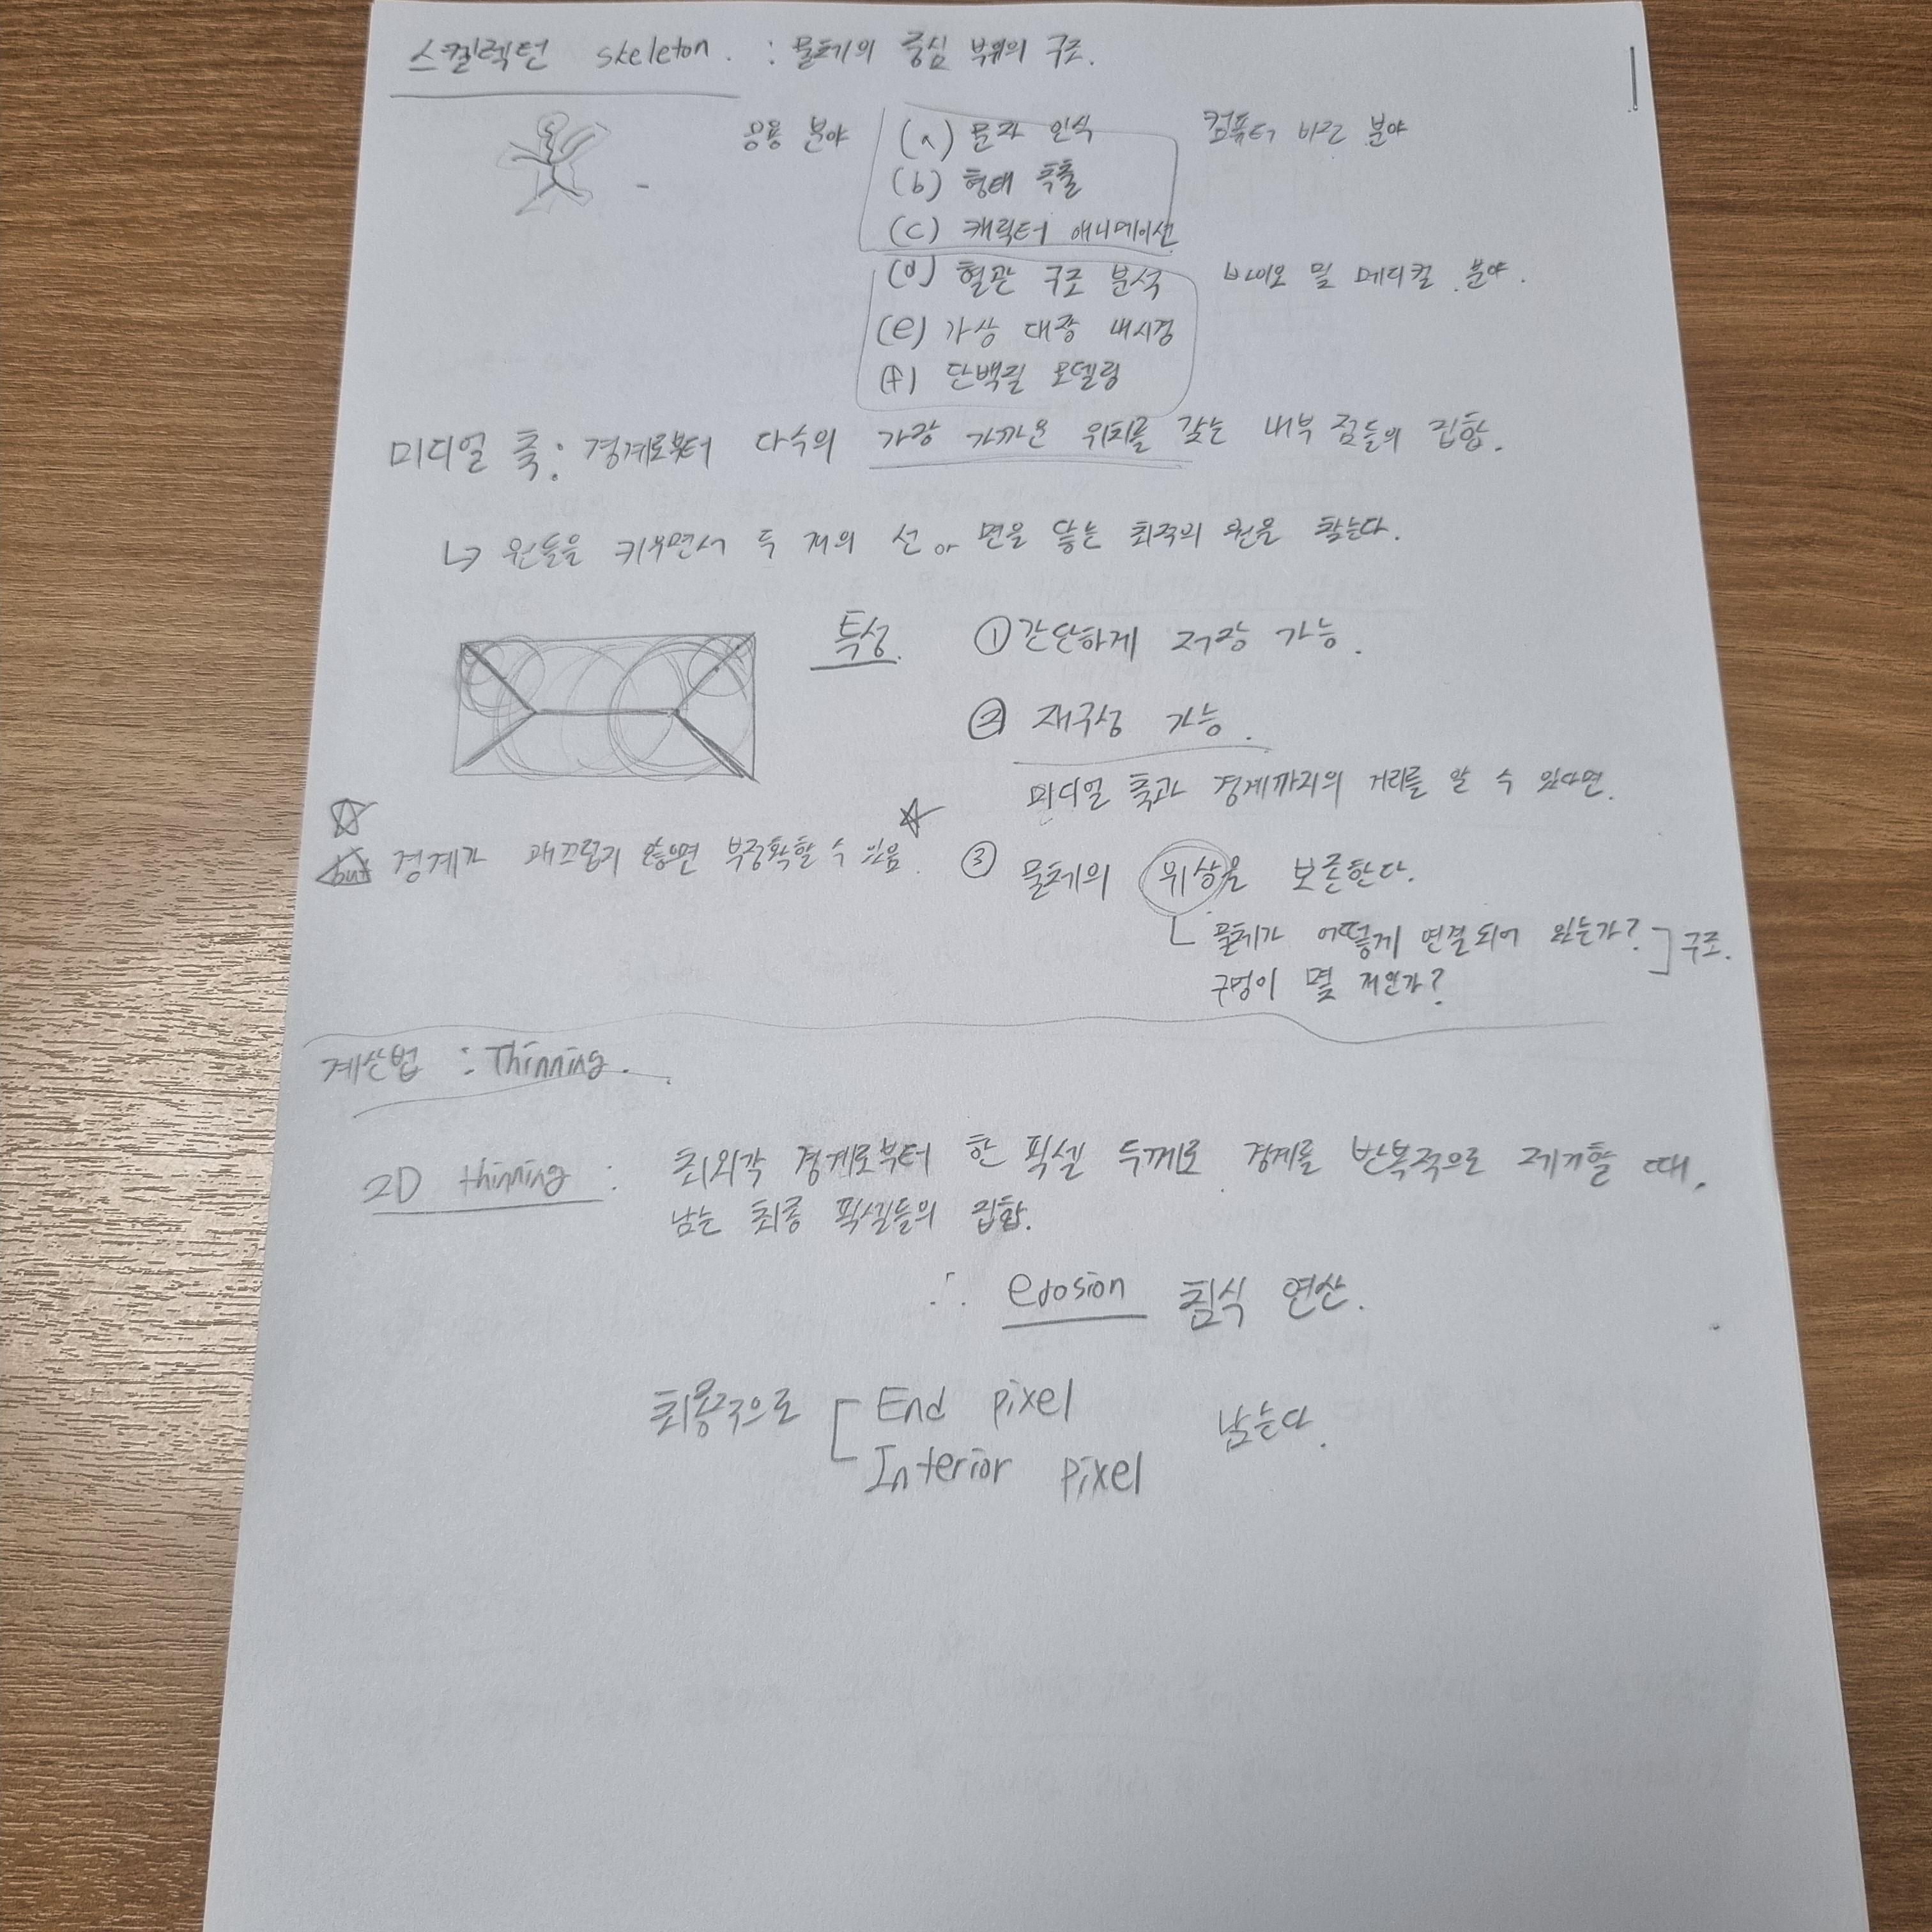 스켈렉턴 skeleton. : 물체의 중심 부위의 구조.
응용 분야 (a) 문자 인식 컴퓨터 비전 분야
(b) 형태 추출
(c) 캐릭터 애니메이션
(d) 혈관 구조 분석 바이오 및 메디컬 분야.
(e) 가상 대장 내시경
(f) 단백질 모델링
미디얼 축: 경계로부터 다수의 가장 가까운 위치를 갖는 내부 점들의 집합.
↳ 원들을 키우면서 두 개의 선 or 면을 닿는 최적의 원을 찾는다.
특성. ① 간단하게 저장 가능.
② 재구성 가능.
미디얼 축과 경계까지의 거리를 알 수 있다면.
but 경계가 매끄럽지 않으면 부정확할 수 있음.
③ 물체의 위상을 보존한다.
물체가 어떻게 연결되어 있는가? 구조.
구멍이 몇 개인가?
계산법 : Thinning.
2D thinning : 최외각 경계로부터 한 픽셀 두께로 경계를 반복적으로 제거할 때,
남는 최종 픽셀들의 집합.
∴ erosion 침식 연산.
최종적으로 End pixel 남는다.
Interior pixel